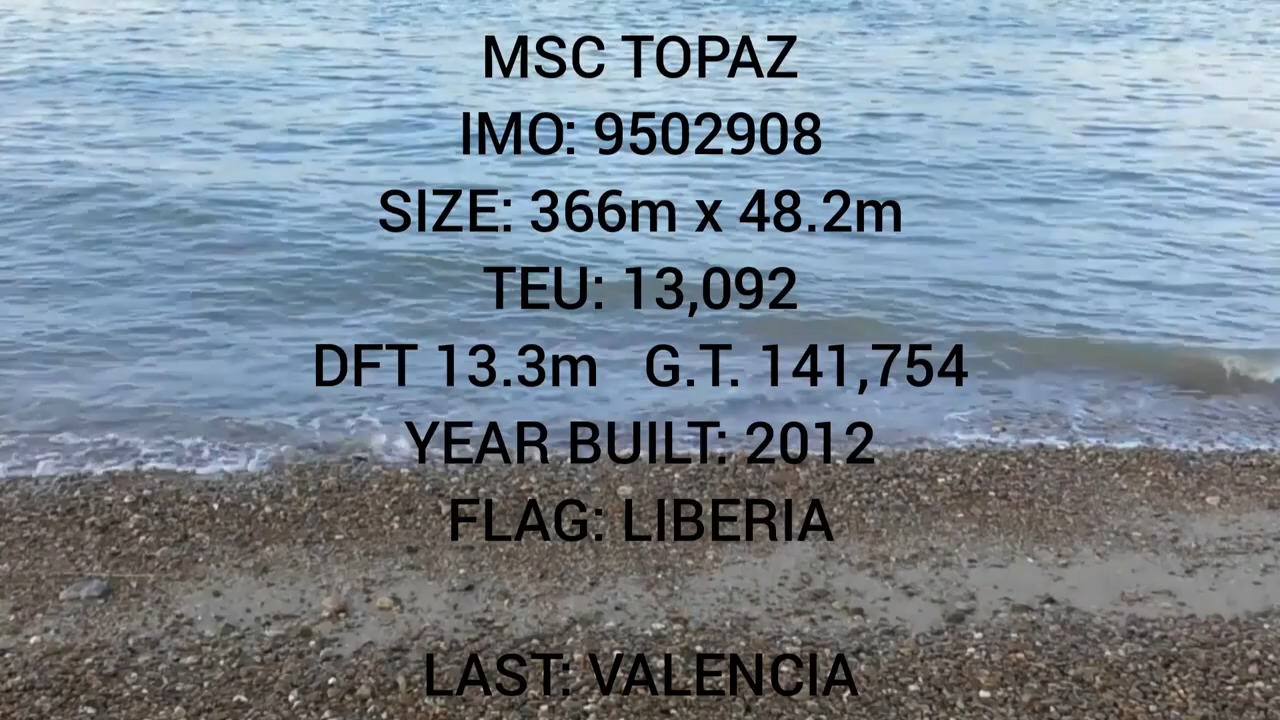 MSC TOPAZ
IMO: 9502908
SIZE: 366m x 48.2m
TEU: 13,092
DFT 13.3m G.T. 141,754
YEAR BUILT: 2012
FLAG: LIBERIA
LAST: VALENCIA